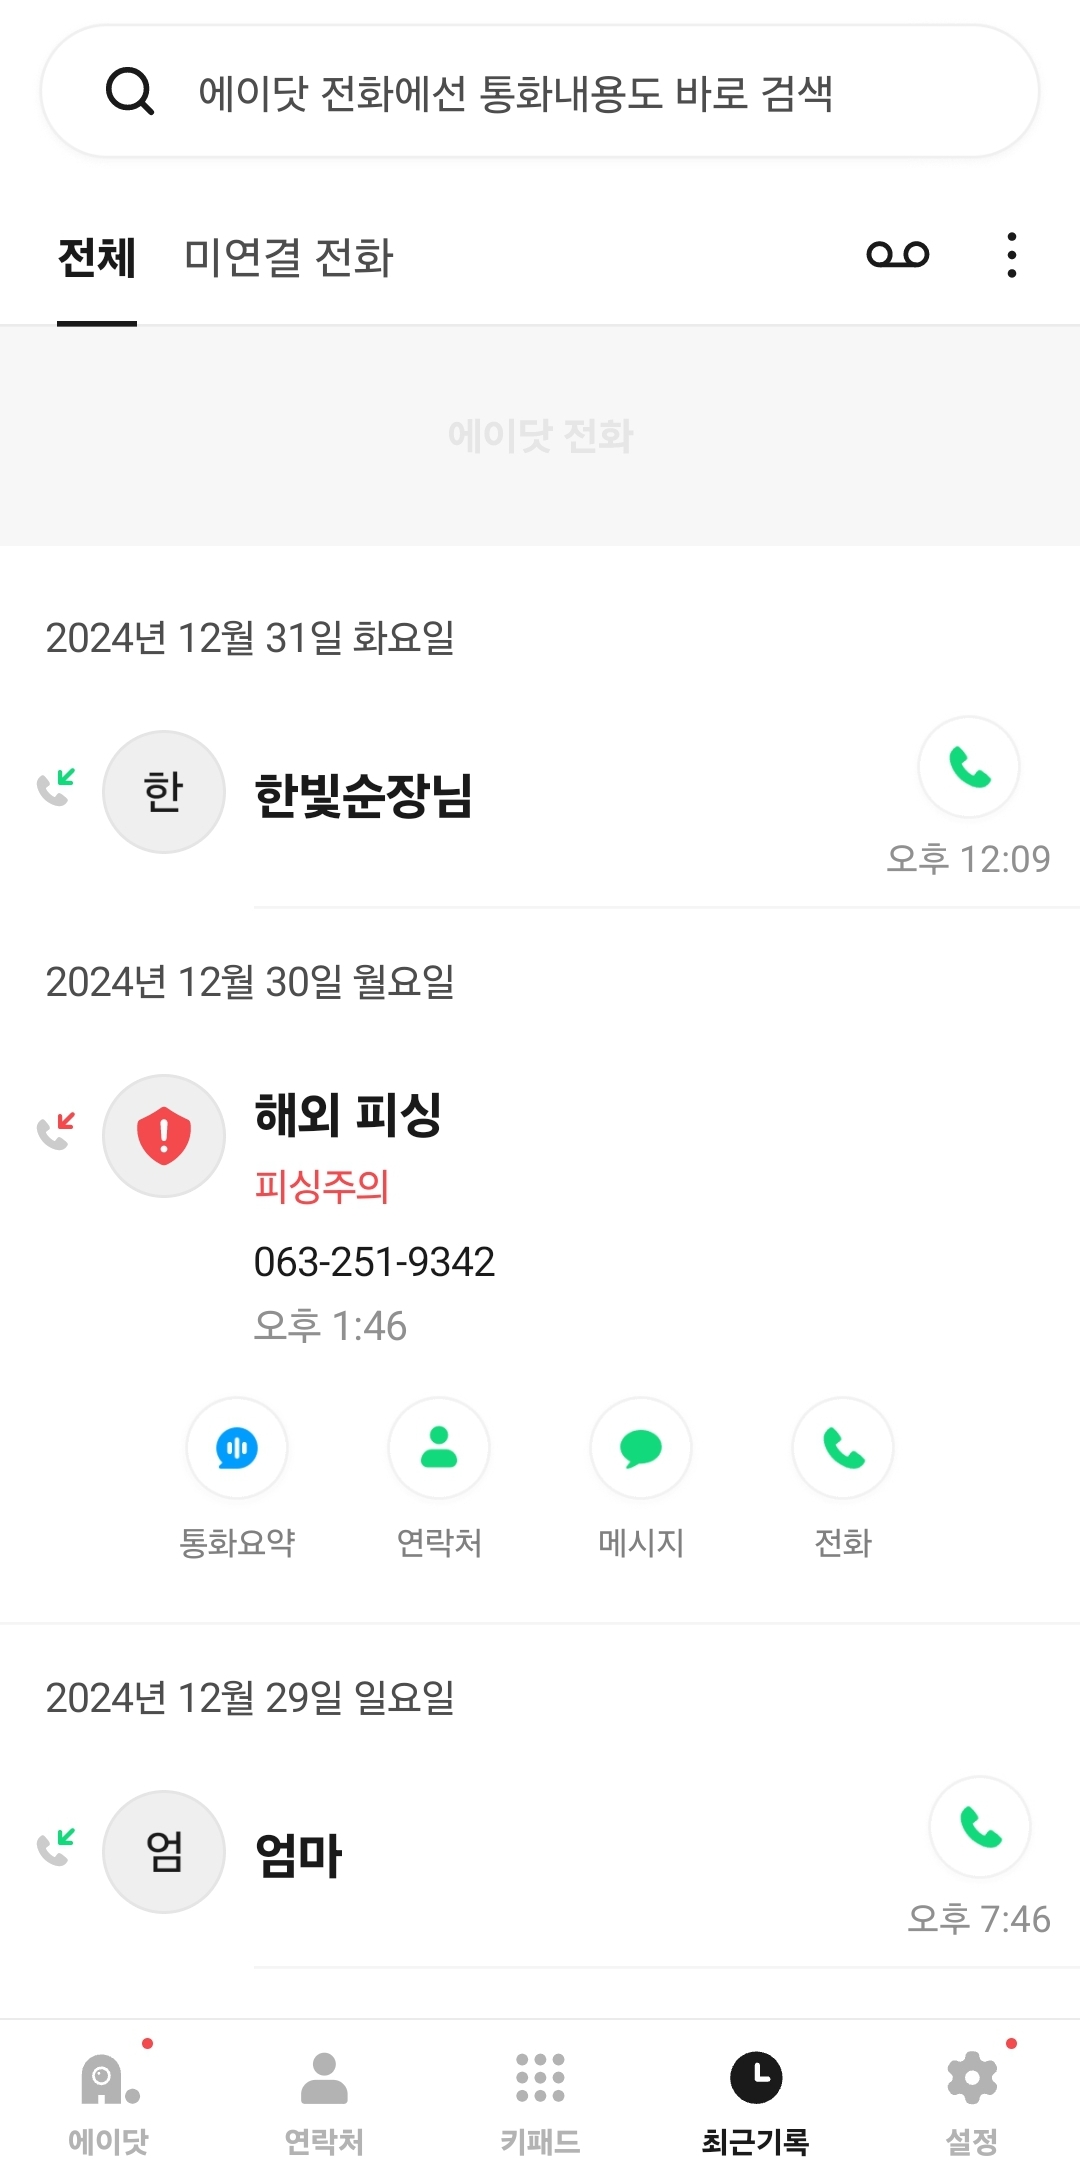 에이닷 전화에선 통화내용도 바로 검색
전체 미연결 전화
에이닷 전화
2024년 12월 31일 화요일
한 한빛순장님
오후 12:09
2024년 12월 30일 월요일
해외 피싱
피싱주의
063-251-9342
오후 1:46
통화요약 연락처 메시지 전화
2024년 12월 29일 일요일
엄 엄마
오후 7:46
에이닷 연락처 키패드 최근기록 설정